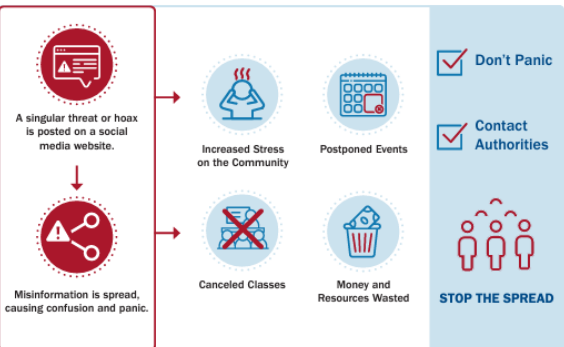 A singular threat or hoax
is posted on a social
media website.
Misinformation is spread,
causing confusion and panic.
Increased Stress
on the Community
Postponed Events
Canceled Classes
Money and
Resources Wasted
Don't Panic
Contact
Authorities
STOP THE SPREAD